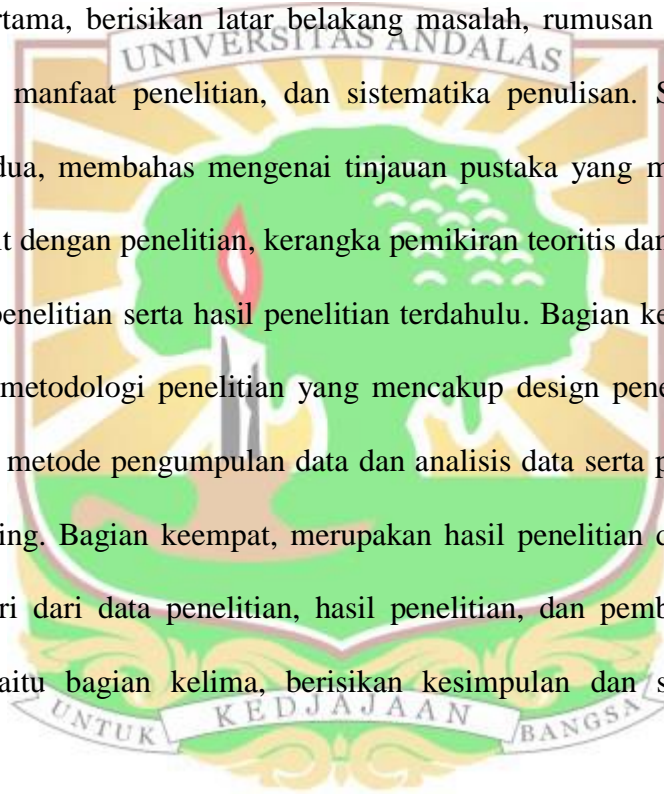 rtama, berisikan latar belakang masalah, rumusan
UNIVERSITAS ANDALAS
manfaat penelitian, dan sistematika penulisan. S
dua, membahas mengenai tinjauan pustaka yang m
t dengan penelitian, kerangka pemikiran teoritis dan
penelitian serta hasil penelitian terdahulu. Bagian ke
metodologi penelitian yang mencakup design pene
metode pengumpulan data dan analisis data serta p
ing. Bagian keempat, merupakan hasil penelitian d
ri dari data penelitian, hasil penelitian, dan pemb
aitu bagian kelima, berisikan kesimpulan dan s
UNTUK KEDJAJAAN BANGSA